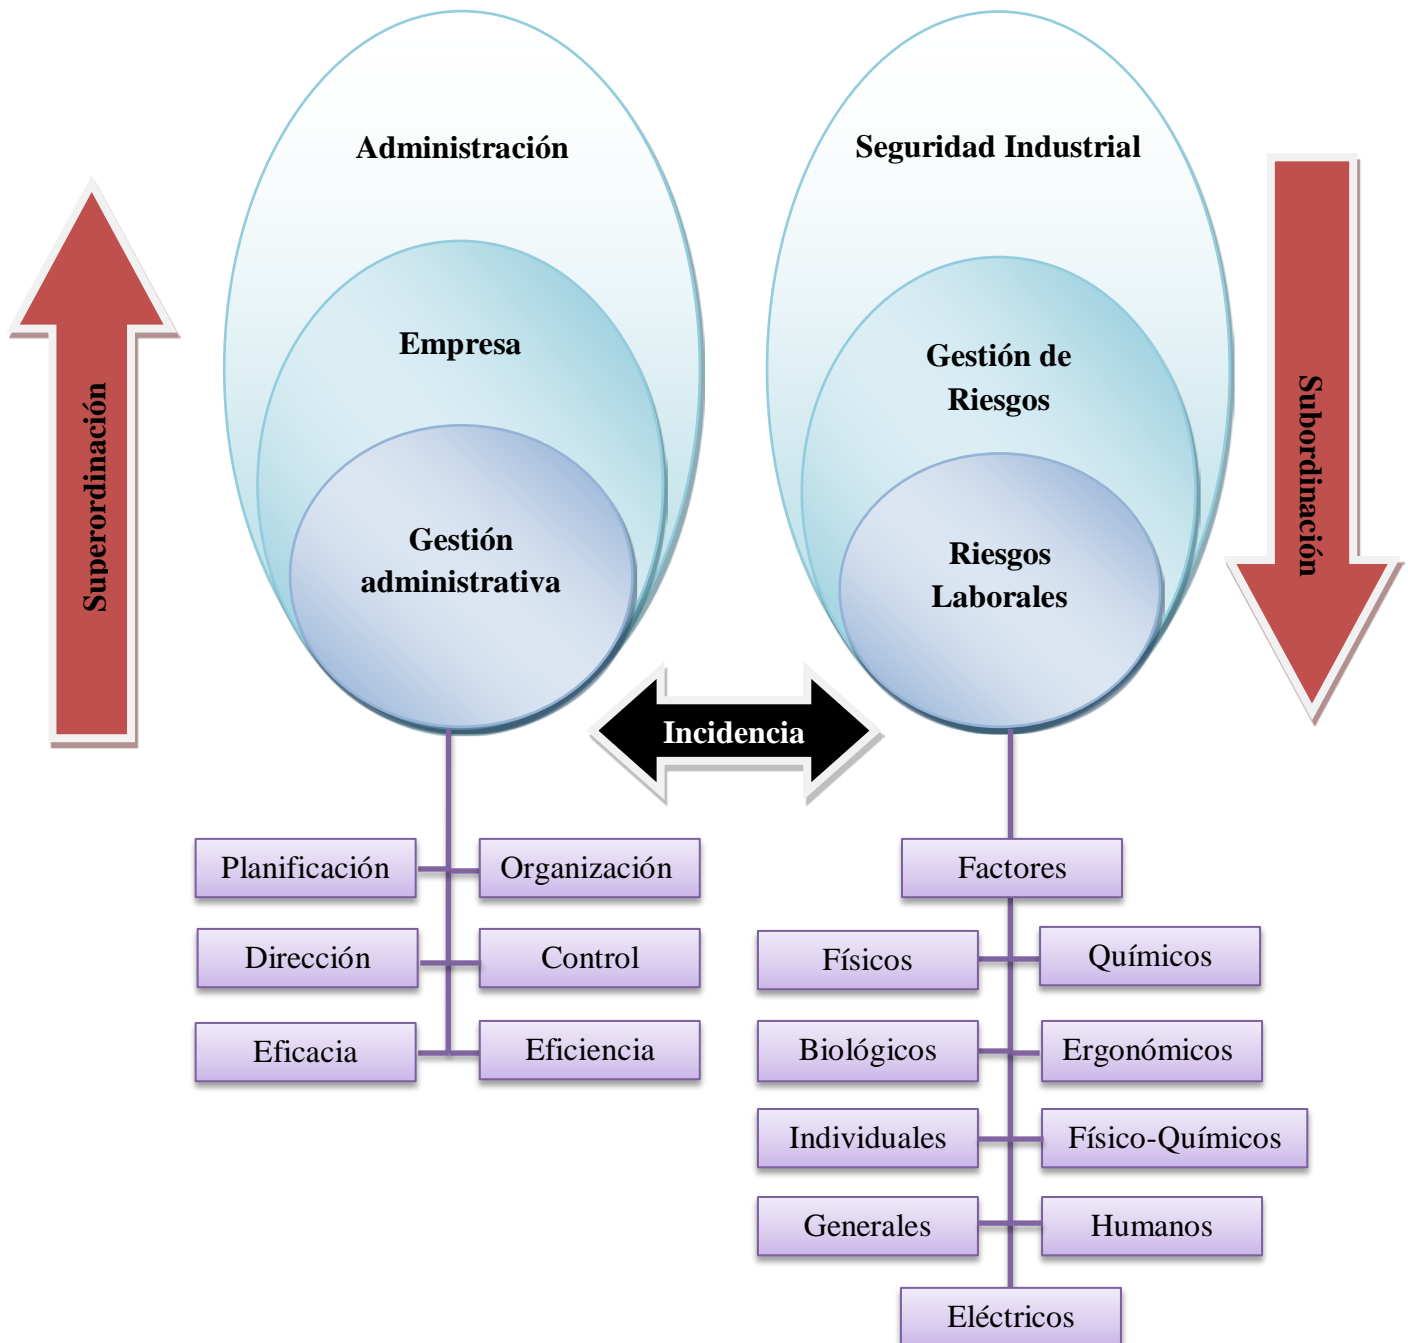 Administración
Seguridad Industrial
Empresa
Gestión de
Riesgos
Superordinación
Subordinación
Gestión
administrativa
Riesgos
Laborales
Incidencia
Planificación
Organización
Dirección
Control
Eficacia
Eficiencia
Factores
Físicos
Químicos
Biológicos
Ergonómicos
Individuales
Físico-Químicos
Generales
Humanos
Eléctricos